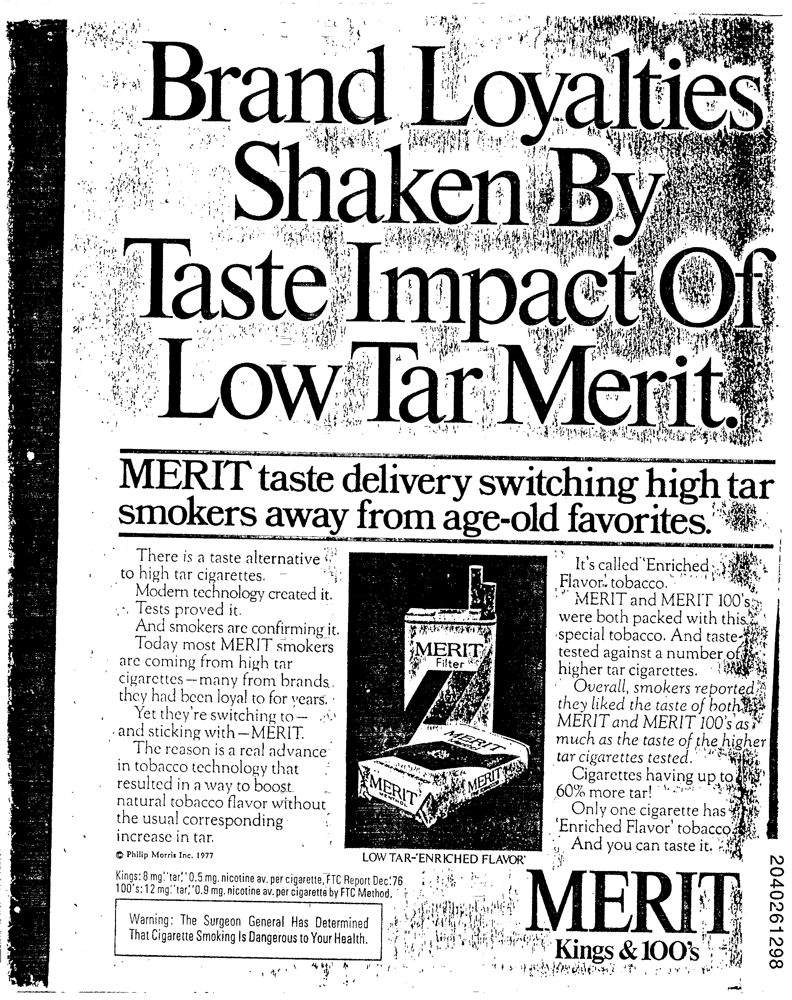 Brand Loyalties
Shaken By
Taste Impact Of
Low Tar Merit.
MERIT taste delivery switching high tar
smokers away from age-old favorites.
There is a taste alternative
to high tar cigarettes.
Modern technology created it.
Tests proved it.
And smokers are confirming it.
Today most MERIT smokers
are coming from high tar
cigarettes—many from brands
they had been loyal to for years.
Yet they're switching to—
and sticking with—MERIT.
The reason is a real advance
in tobacco technology that
resulted in a way to boost
natural tobacco flavor without
the usual corresponding
increase in tar.
© Philip Morris Inc. 1977
MERIT
Filter
MERIT
MERIT
MERIT
LOW TAR-'ENRICHED FLAVOR'
It's called 'Enriched
Flavor.' tobacco.
MERIT and MERIT 100's
were both packed with this
special tobacco. And taste-
tested against a number of
higher tar cigarettes.
Overall, smokers reported
they liked the taste of both
MERIT and MERIT 100's as
much as the taste of the higher
tar cigarettes tested.
Cigarettes having up to
60% more tar!
Only one cigarette has
'Enriched Flavor' tobacco.
And you can taste it.
Kings: 8 mg."tar," 0.5 mg. nicotine av. per cigarette, FTC Report Dec.'76
100's: 12 mg."tar," 0.9 mg. nicotine av. per cigarette by FTC Method.
Warning: The Surgeon General Has Determined
That Cigarette Smoking Is Dangerous to Your Health.
MERIT
Kings & 100's
2040261298